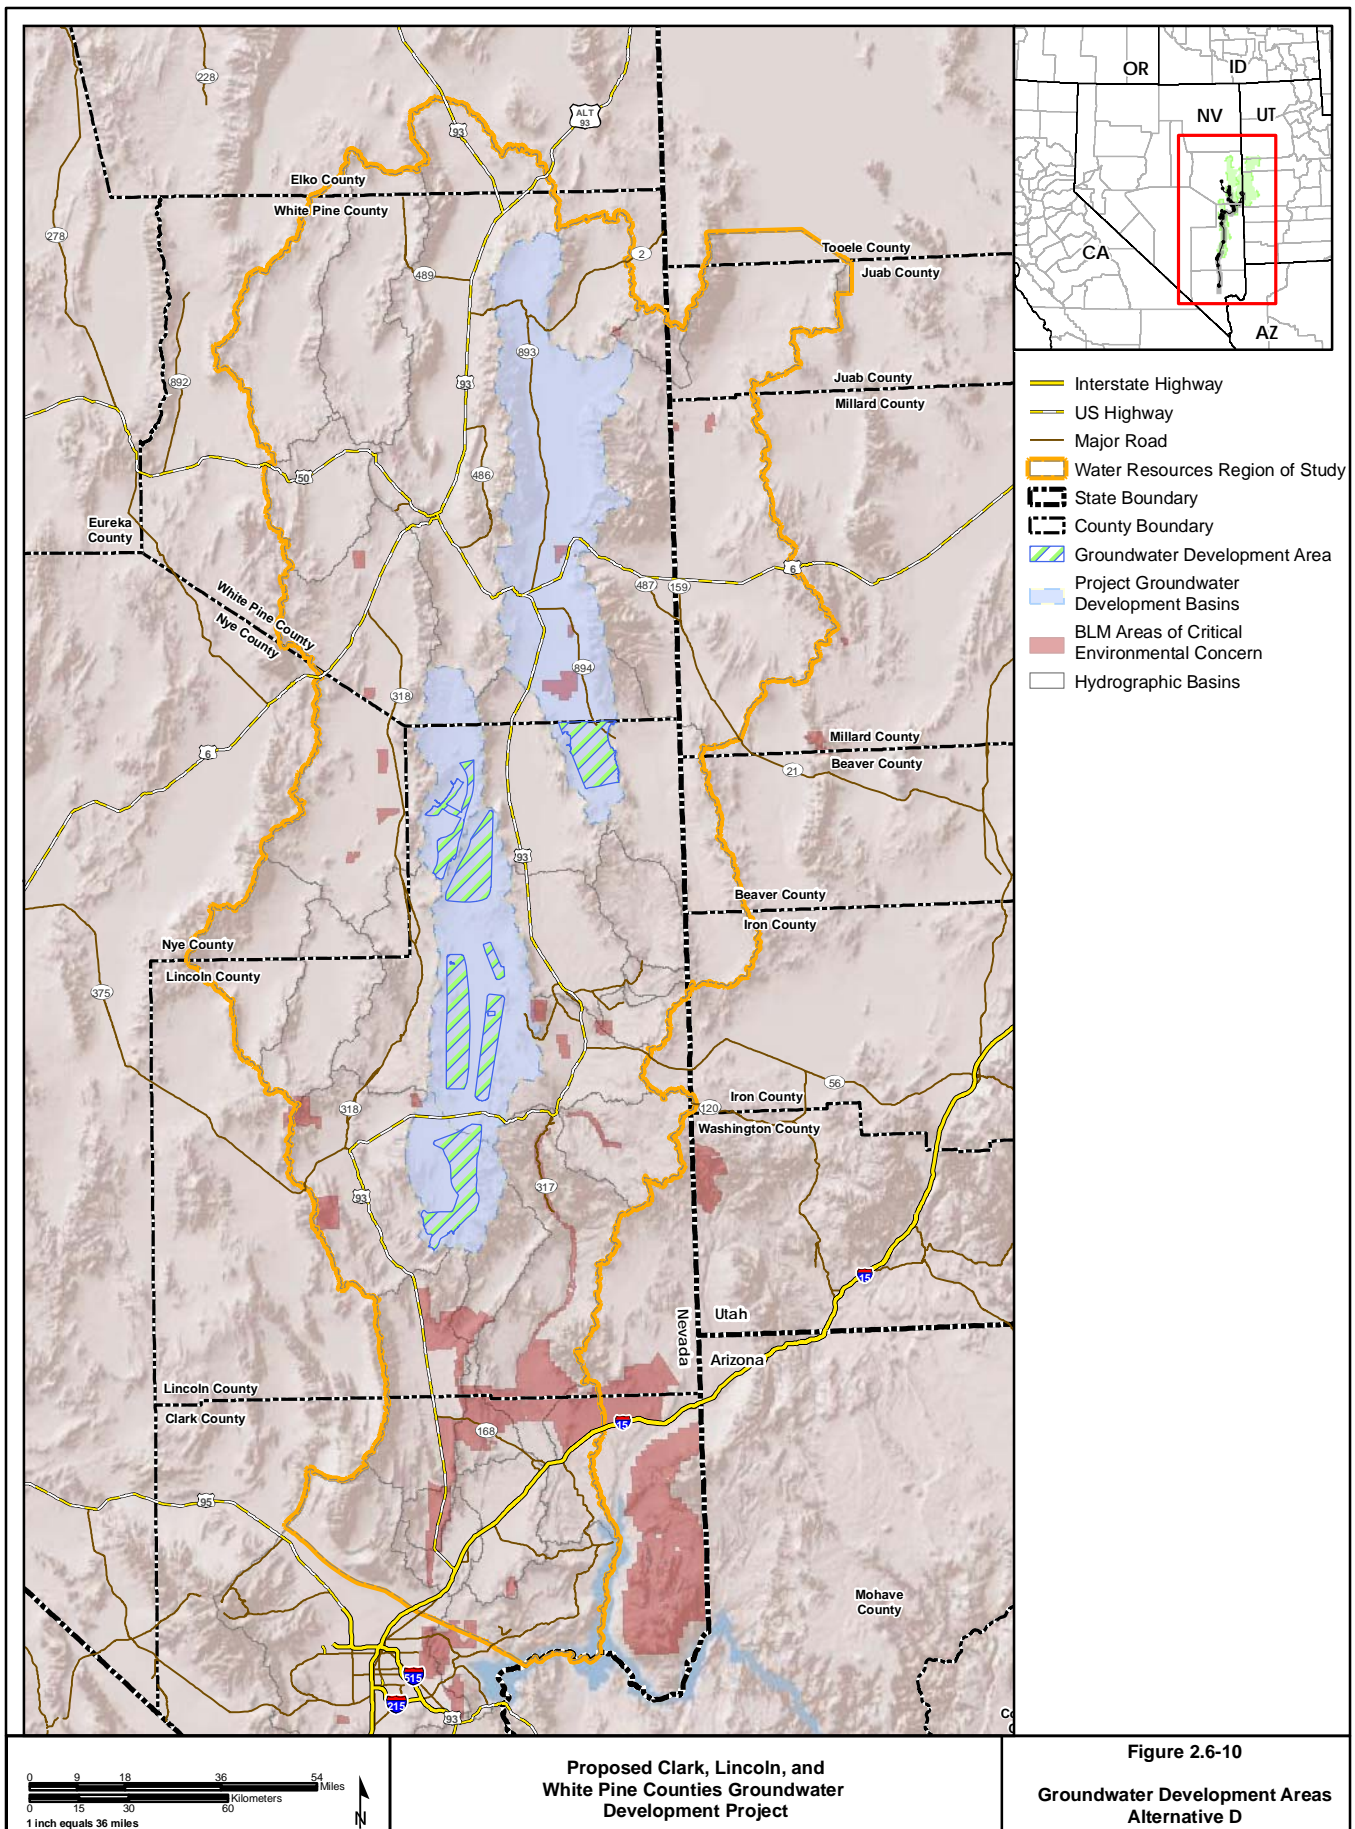 228
ALT
93
93
Elko County
White Pine County
278
489
2
Tooele County
Juab County
893
892
93
Juab County
Millard County
486
50
Eureka
County
487
159
6
White Pine County
Nye County
894
318
6
Millard County
Beaver County
21
93
Beaver County
Iron County
Nye County
Lincoln County
375
56
Iron County
120
Washington County
318
317
93
15
Utah
Nevada
Arizona
Lincoln County
Clark County
15
168
95
Mohave
County
515
215
93
OR
ID
NV
UT
CA
AZ
Interstate Highway
US Highway
Major Road
Water Resources Region of Study
State Boundary
County Boundary
Groundwater Development Area
Project Groundwater
Development Basins
BLM Areas of Critical
Environmental Concern
Hydrographic Basins
0 9 18 36 54
Miles
Kilometers
0 15 30 60
1 inch equals 36 miles
N
Proposed Clark, Lincoln, and
White Pine Counties Groundwater
Development Project
Figure 2.6-10
Groundwater Development Areas
Alternative D